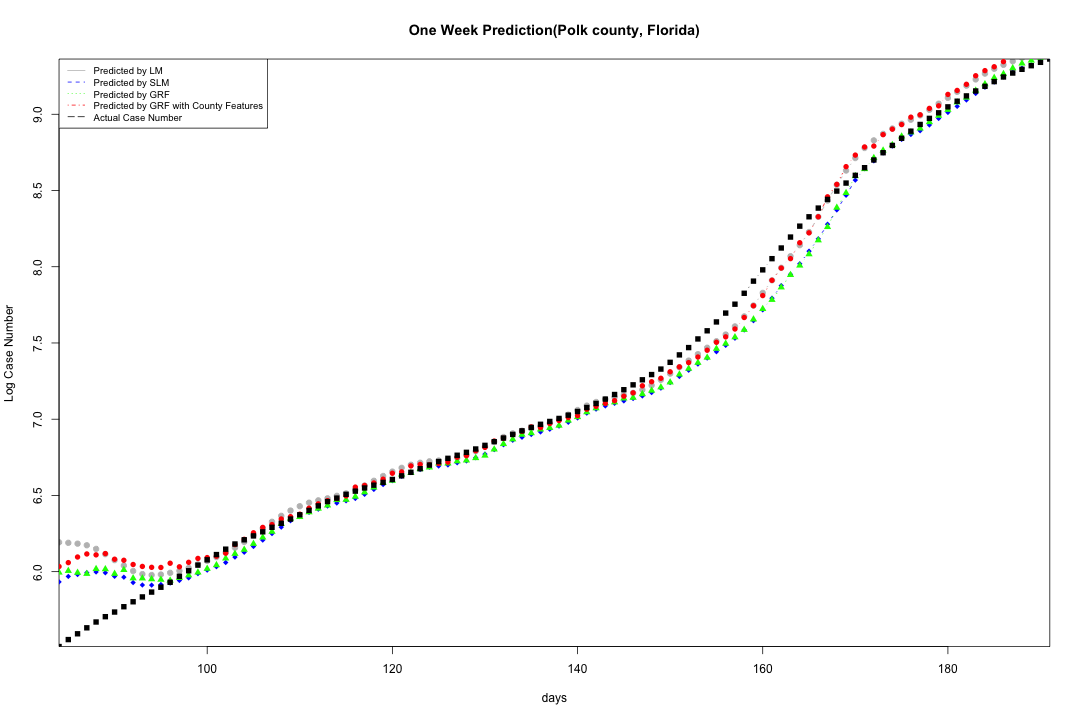 One Week Prediction(Polk county, Florida)
Predicted by LM
Predicted by SLM
Predicted by GRF
Predicted by GRF with County Features
Actual Case Number
9.0
8.5
8.0
7.5
7.0
6.5
6.0
Log Case Number
100 120 140 160 180
days